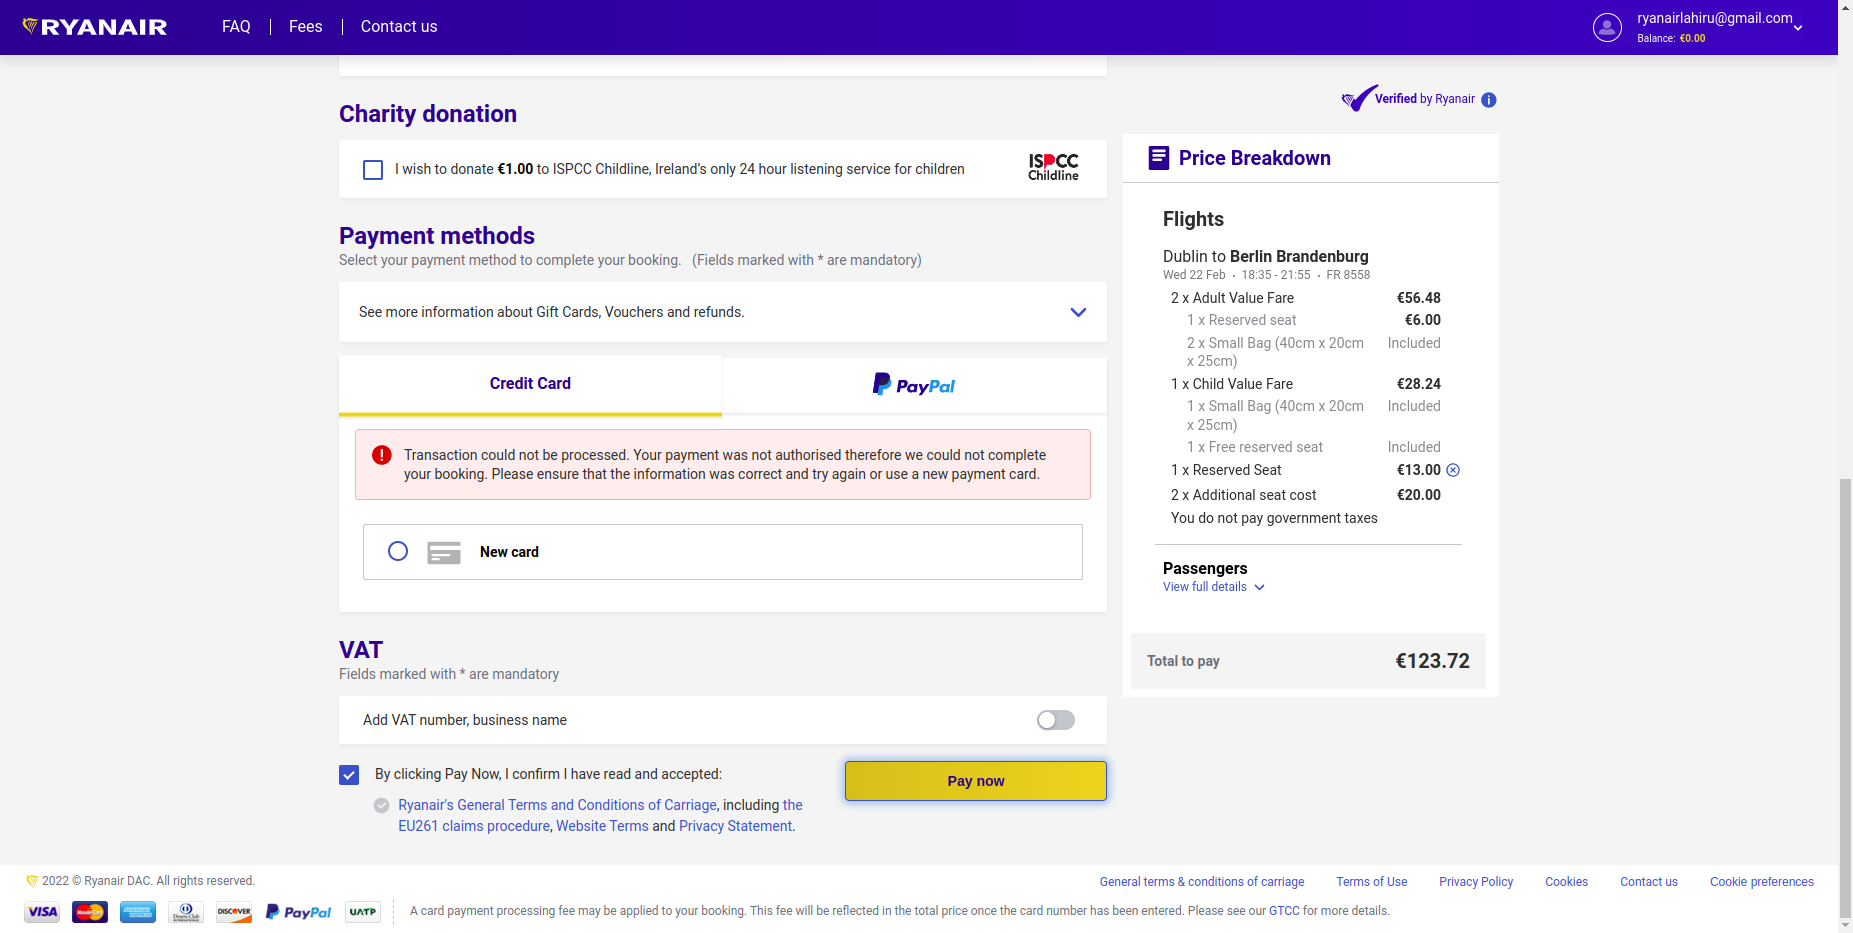 RYANAIR
FAQ
Fees
Contact us
ryanairlahiru@gmail.com
Balance: €0.00
Charity donation
I wish to donate €1.00 to ISPCC Childline, Ireland's only 24 hour listening service for children
ISPCC
Childline
Payment methods
Select your payment method to complete your booking. (Fields marked with * are mandatory)
See more information about Gift Cards, Vouchers and refunds.
Credit Card
PayPal
Transaction could not be processed. Your payment was not authorised therefore we could not complete
your booking. Please ensure that the information was correct and try again or use a new payment card.
New card
VAT
Fields marked with * are mandatory
Add VAT number, business name
By clicking Pay Now, I confirm I have read and accepted:
Ryanair's General Terms and Conditions of Carriage, including the
EU261 claims procedure, Website Terms and Privacy Statement.
Pay now
Verified by Ryanair
Price Breakdown
Flights
Dublin to Berlin Brandenburg
Wed 22 Feb • 18:35 - 21:55 • FR 8558
2 x Adult Value Fare €56.48
1 x Reserved seat €6.00
2 x Small Bag (40cm x 20cm Included
x 25cm)
1 x Child Value Fare €28.24
1 x Small Bag (40cm x 20cm Included
x 25cm)
1 x Free reserved seat Included
1 x Reserved Seat €13.00
2 x Additional seat cost €20.00
You do not pay government taxes
Passengers
View full details
Total to pay €123.72
2022 © Ryanair DAC. All rights reserved.
General terms & conditions of carriage
Terms of Use
Privacy Policy
Cookies
Contact us
Cookie preferences
VISA
MasterCard
DISCOVER
PayPal
UATP
A card payment processing fee may be applied to your booking. This fee will be reflected in the total price once the card number has been entered. Please see our GTCC for more details.